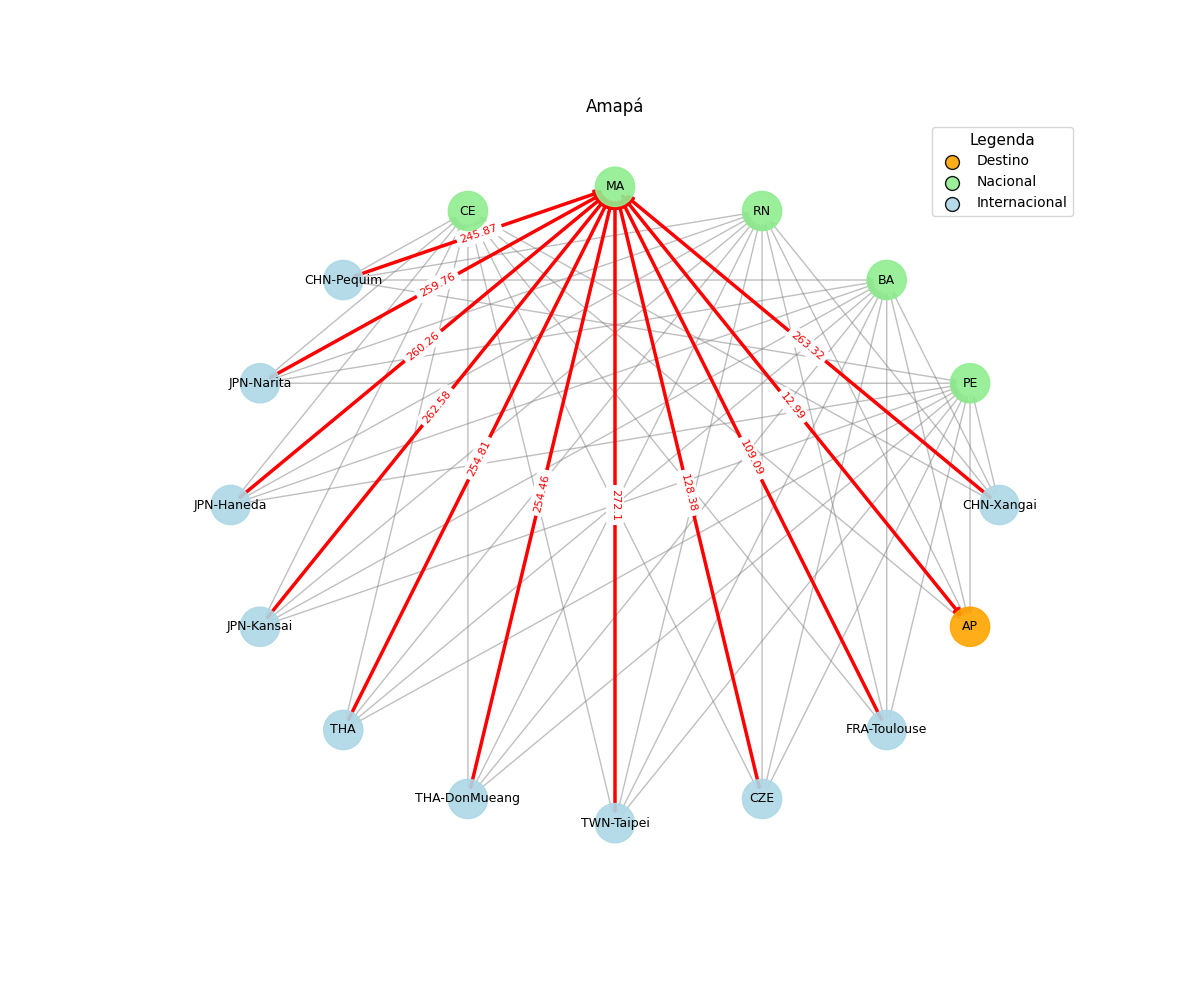 Amapá
Legenda
Destino
Nacional
Internacional
MA
CE
RN
BA
PE
CHN-Pequim
JPN-Narita
JPN-Haneda
JPN-Kansai
THA
THA-DonMueang
TWN-Taipei
CZE
FRA-Toulouse
AP
CHN-Xangai
245.87
259.76
260.26
262.58
254.81
254.46
272.1
128.38
109.09
12.99
263.32